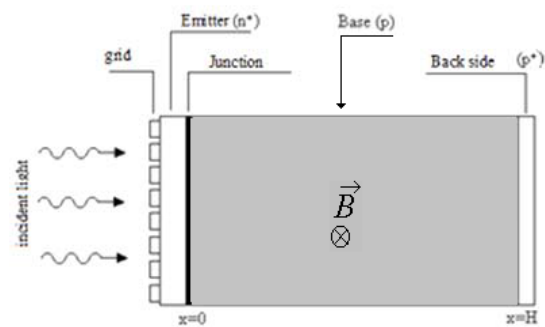 Emitter (n⁺)
Base (p)
grid
Junction
Back side (p⁺)
incident light
B
x=0
x=H